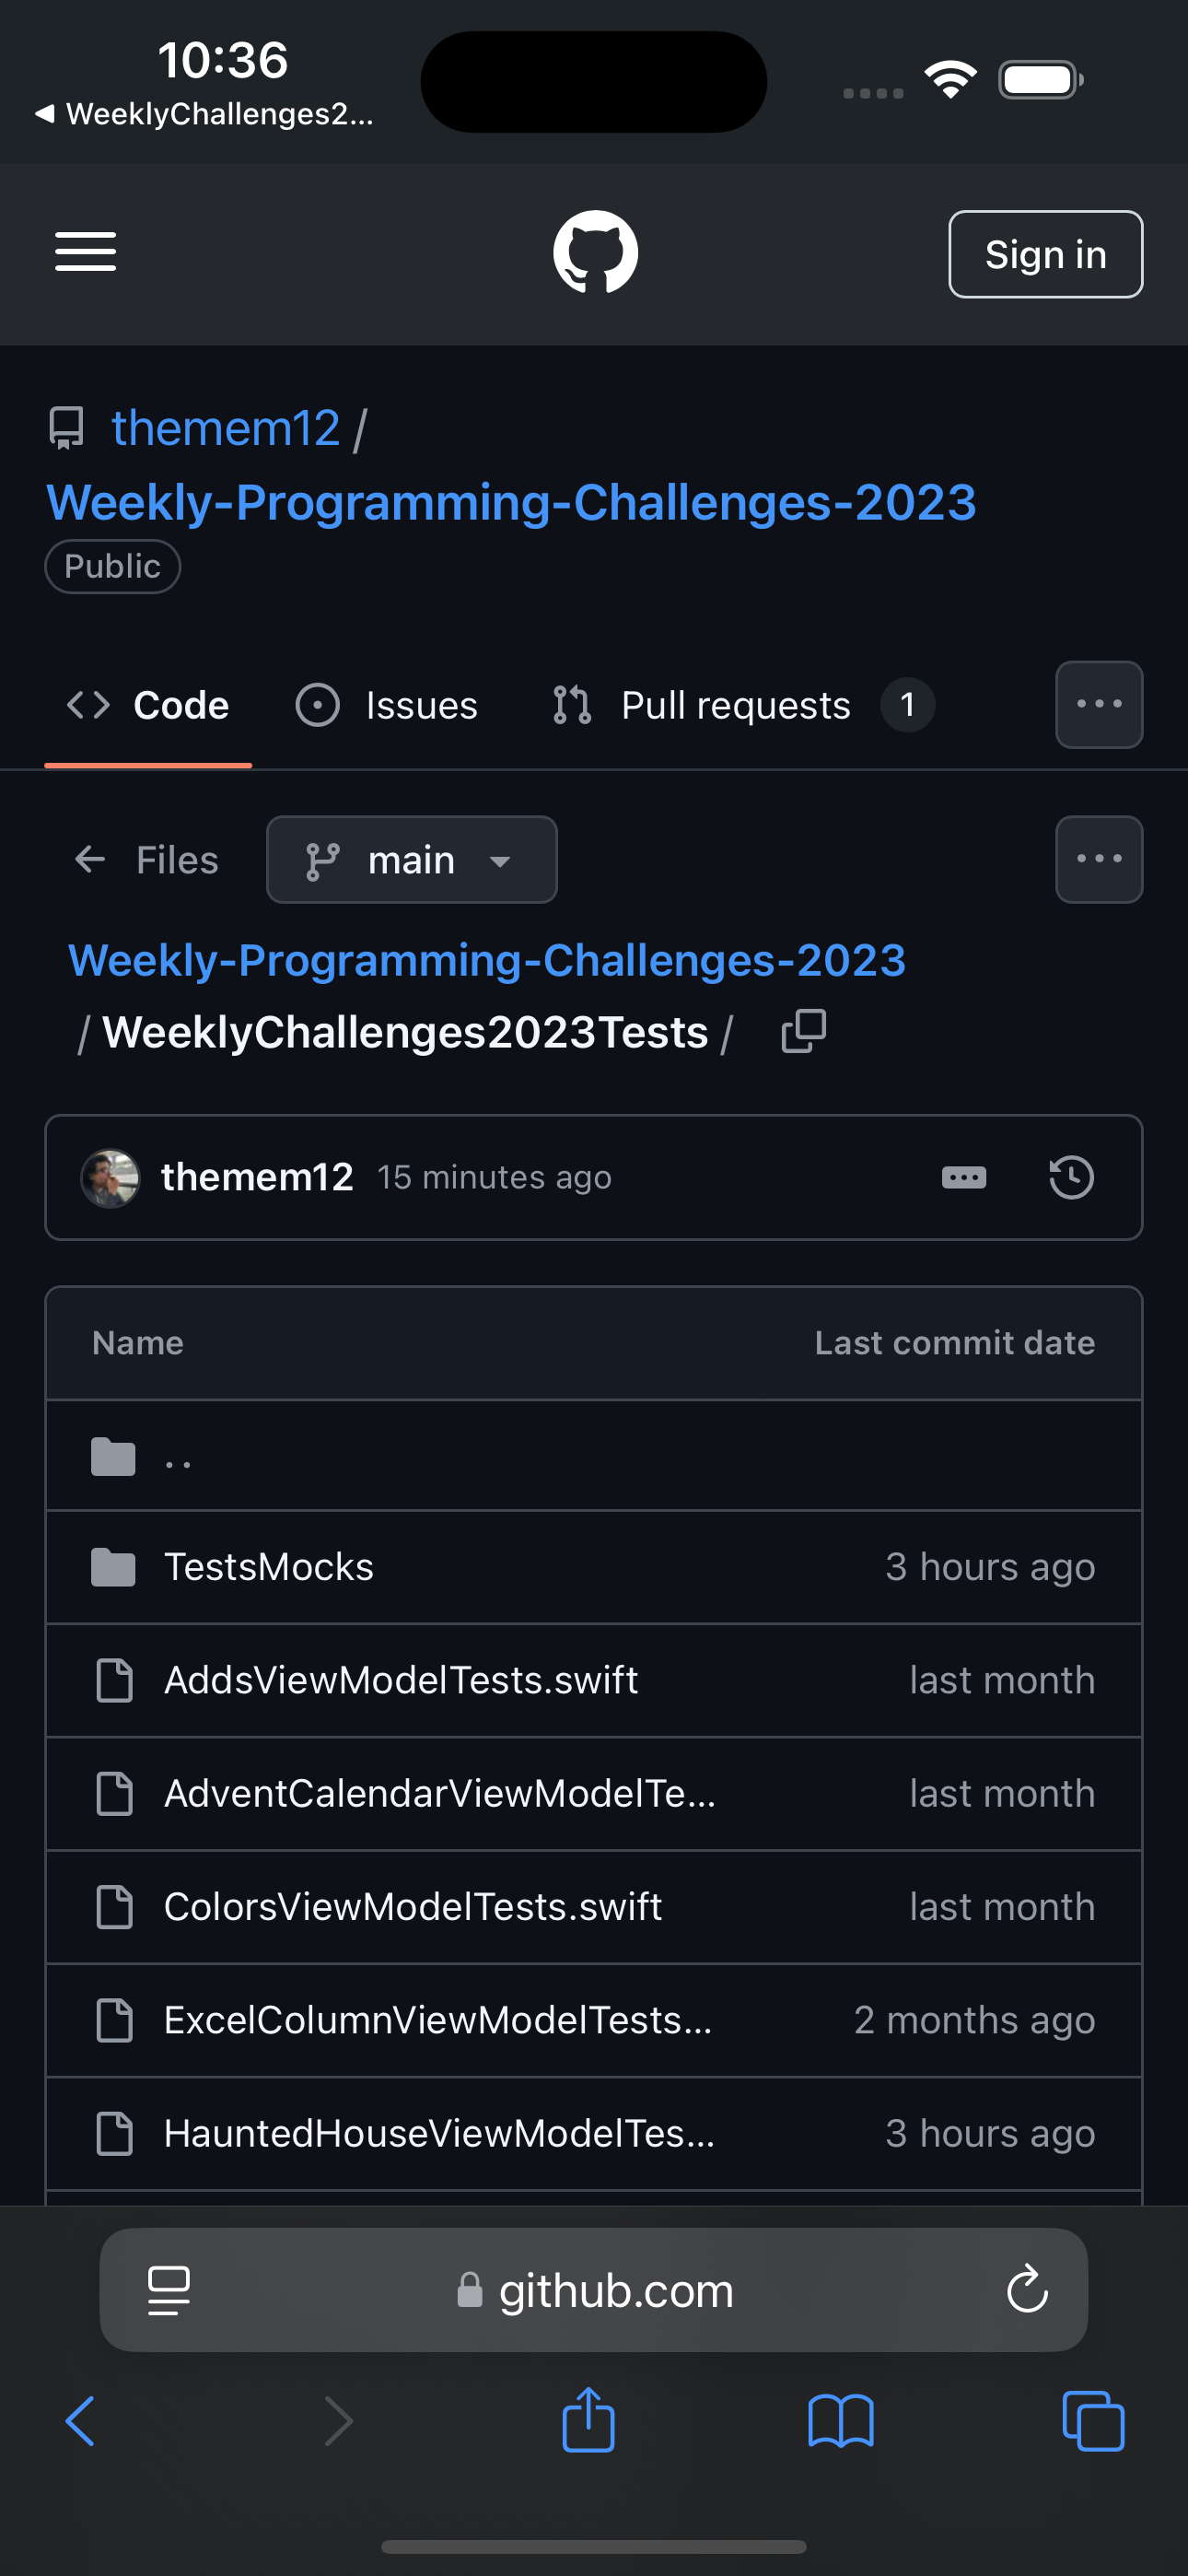 10:36
WeeklyChallenges2...
Sign in
themem12 /
Weekly-Programming-Challenges-2023
Public
Code Issues Pull requests 1
Files main
Weekly-Programming-Challenges-2023
/ WeeklyChallenges2023Tests /
themem12 15 minutes ago
Name Last commit date
..
TestsMocks 3 hours ago
AddsViewModelTests.swift last month
AdventCalendarViewModelTe... last month
ColorsViewModelTests.swift last month
ExcelColumnViewModelTests... 2 months ago
HauntedHouseViewModelTes... 3 hours ago
github.com